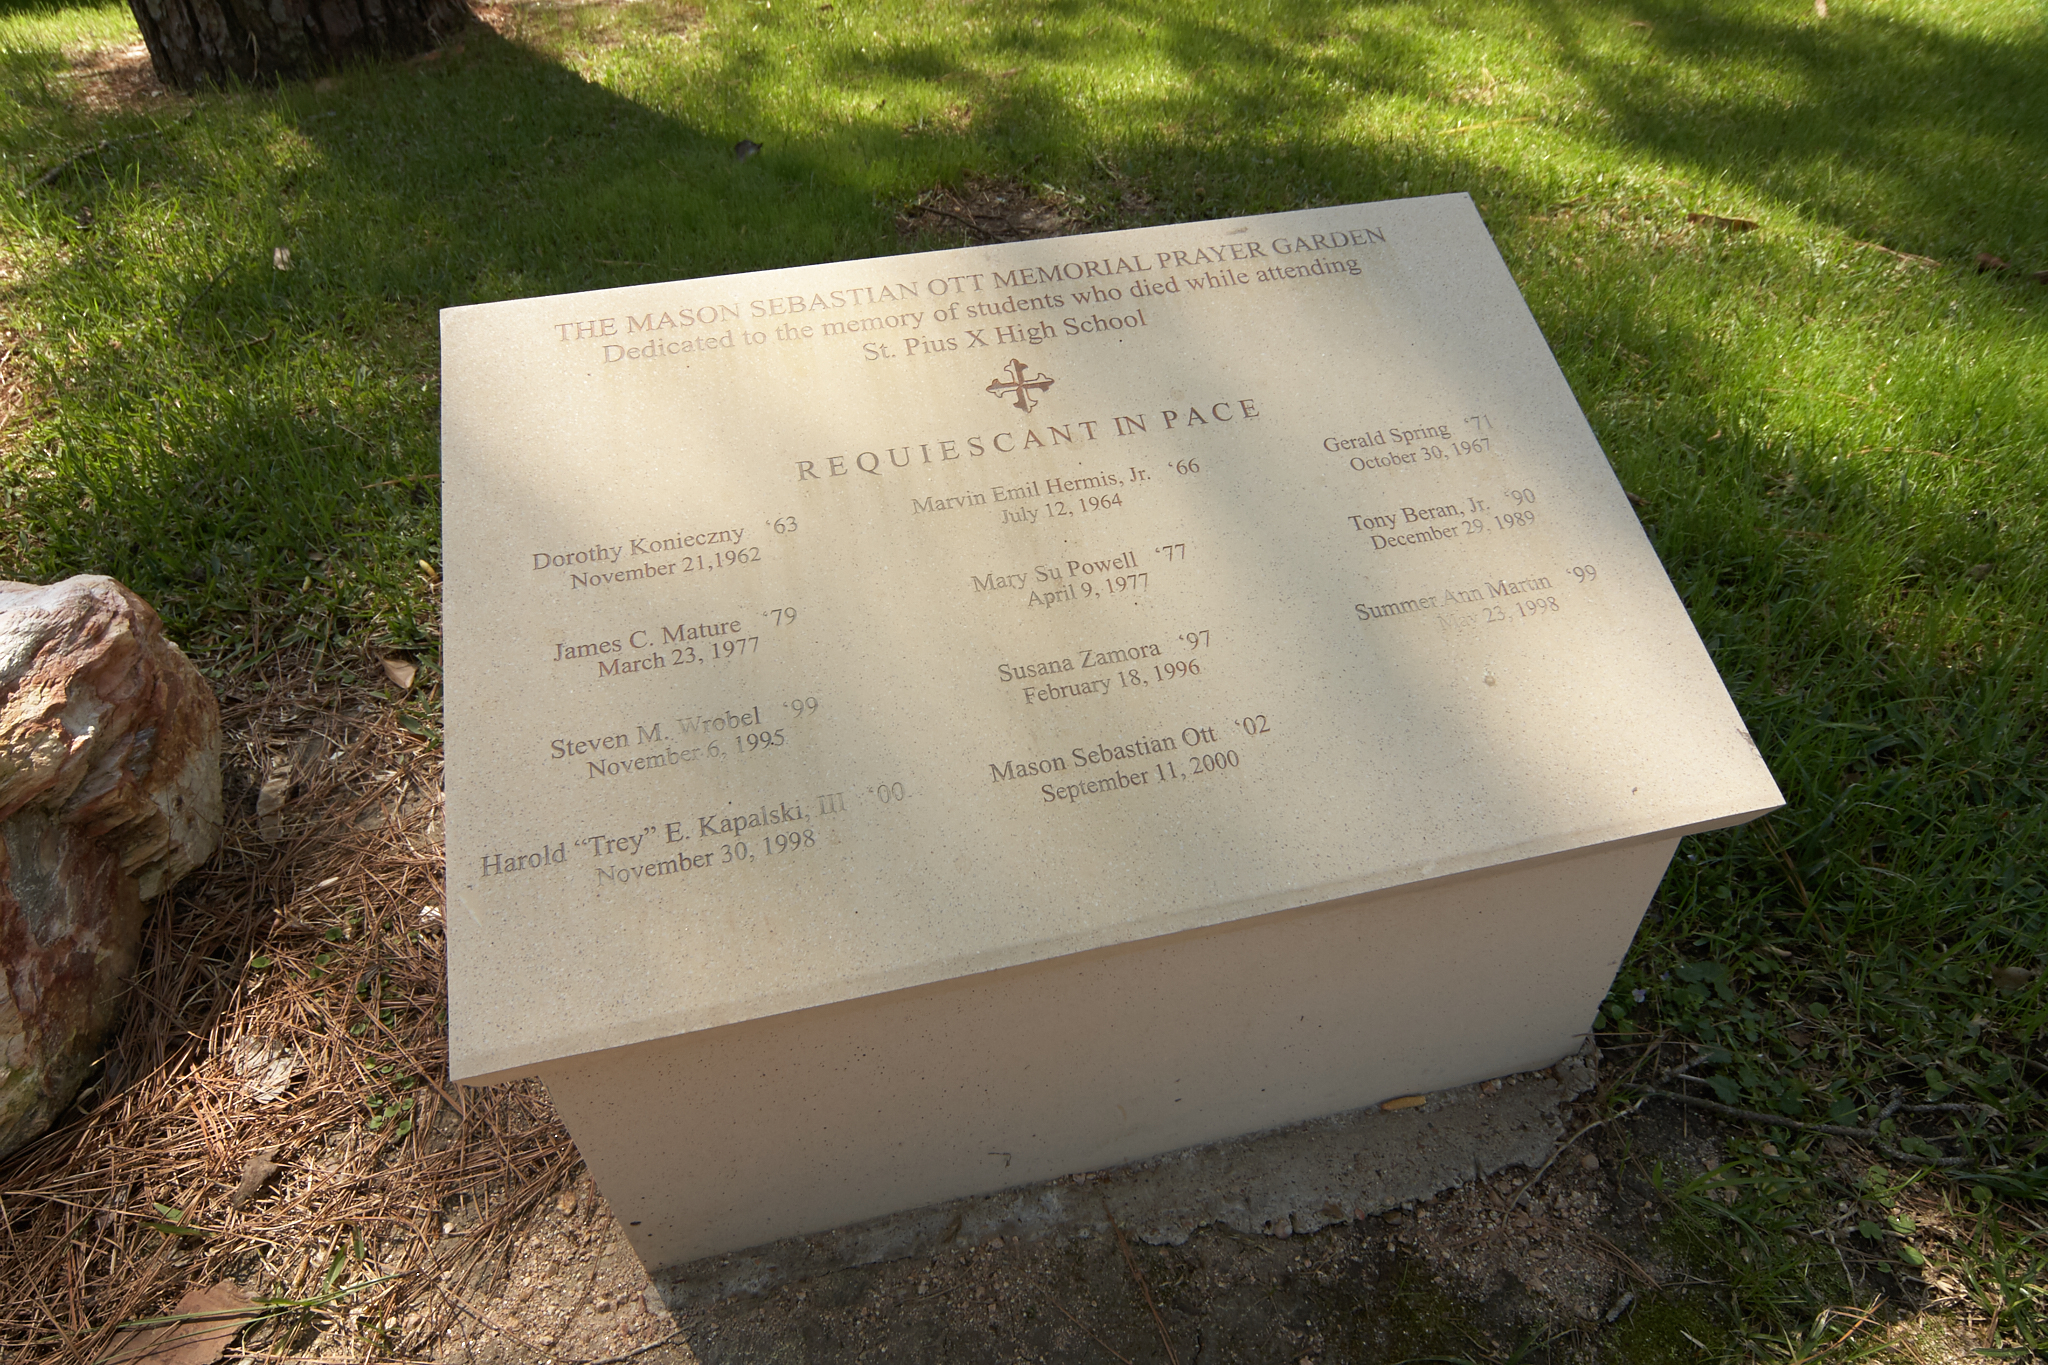 THE MASON SEBASTIAN OTT MEMORIAL PRAYER GARDEN
Dedicated to the memory of students who died while attending
St. Pius X High School
REQUIESCANT IN PACE
Dorothy Konieczny ‘63
November 21,1962
Marvin Emil Hermis, Jr. ‘66
July 12, 1964
Gerald Spring ‘71
October 30, 1967
James C. Mature ‘79
March 23, 1977
Mary Su Powell ‘77
April 9, 1977
Tony Beran, Jr. ‘90
December 29, 1989
Steven M. Wrobel ‘99
November 6, 1995
Susana Zamora ‘97
February 18, 1996
Summer Ann Martin ‘99
May 23, 1998
Harold “Trey” E. Kapalski, III ‘00
November 30, 1998
Mason Sebastian Ott ‘02
September 11, 2000